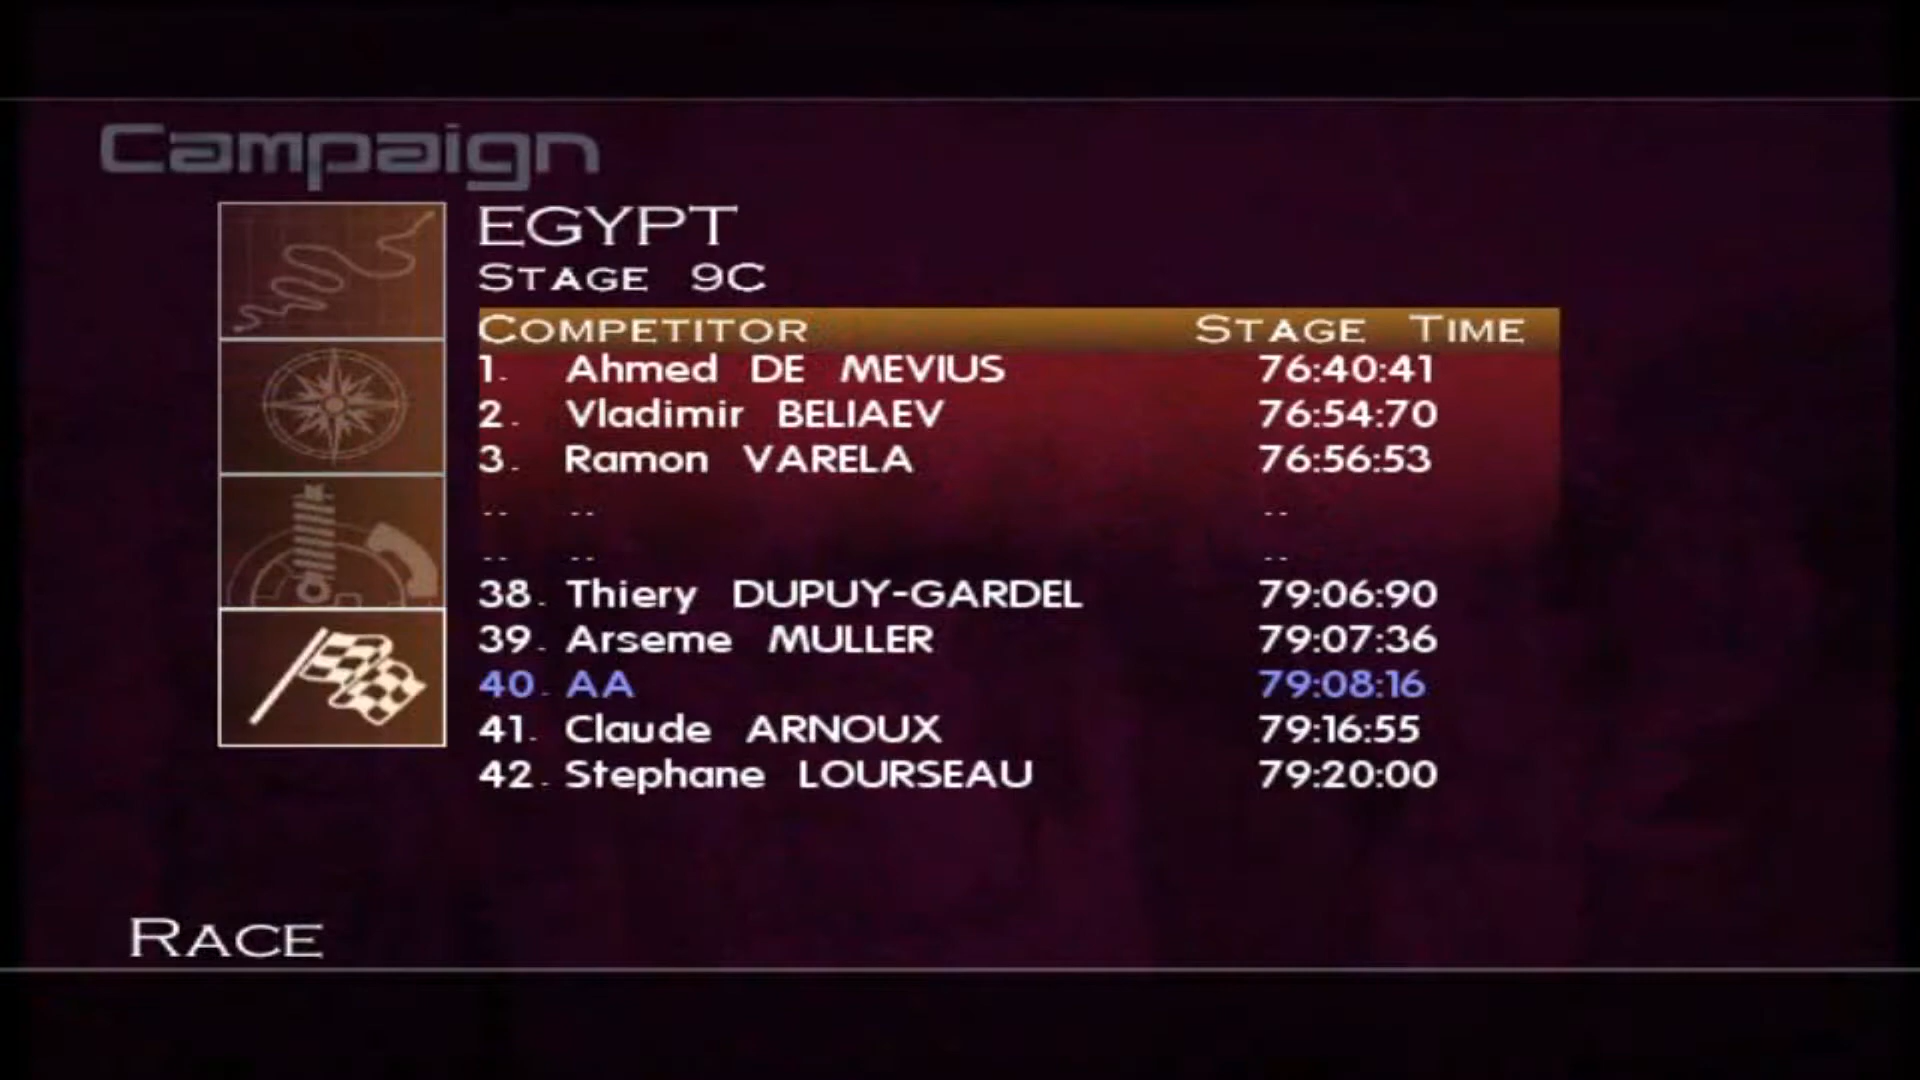 Campaign
EGYPT
STAGE 9C
COMPETITOR STAGE TIME
1. Ahmed DE MEVIUS 76:40:41
2. Vladimir BELIAEV 76:54:70
3. Ramon VARELA 76:56:53
-- -- --
-- -- --
38. Thiery DUPUY-GARDEL 79:06:90
39. Arseme MULLER 79:07:36
40. AA 79:08:16
41. Claude ARNOUX 79:16:55
42. Stephane LOURSEAU 79:20:00
RACE